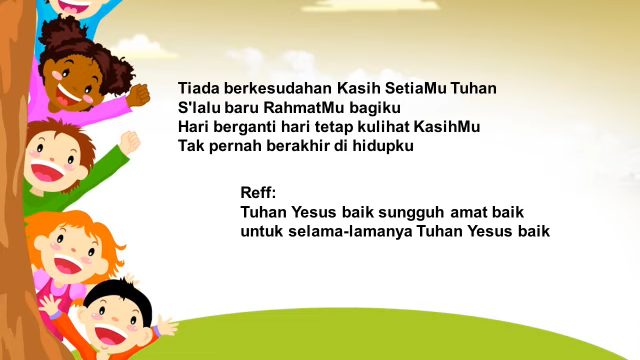 Tiada berkesudahan Kasih SetiaMu Tuhan
S'lalu baru RahmatMu bagiku
Hari berganti hari tetap kulihat KasihMu
Tak pernah berakhir di hidupku
Reff:
Tuhan Yesus baik sungguh amat baik
untuk selama-lamanya Tuhan Yesus baik